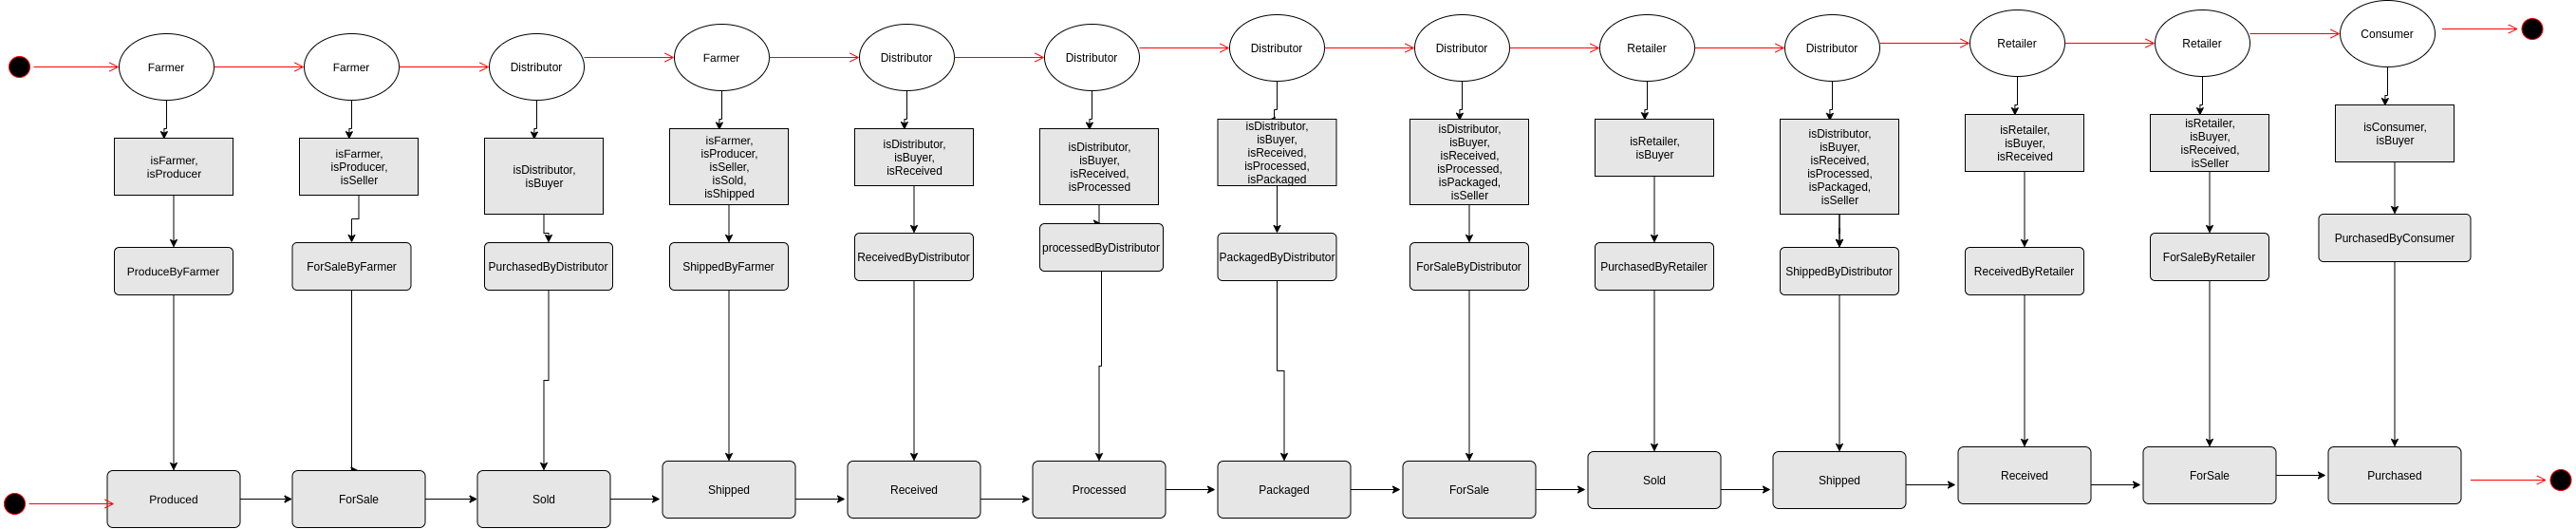 Farmer
Farmer
Distributor
Farmer
Distributor
Distributor
Distributor
Distributor
Retailer
Distributor
Retailer
Retailer
Consumer
isFarmer,
isProducer
isFarmer,
isProducer,
isSeller
isDistributor,
isBuyer
isFarmer,
isProducer,
isSeller,
isSold,
isShipped
isDistributor,
isBuyer,
isReceived
isDistributor,
isBuyer,
isReceived,
isProcessed
isDistributor,
isBuyer,
isReceived,
isProcessed,
isPackaged
isDistributor,
isBuyer,
isReceived,
isProcessed,
isPackaged,
isSeller
isRetailer,
isBuyer
isDistributor,
isBuyer,
isReceived,
isProcessed,
isPackaged,
isSeller
isRetailer,
isBuyer,
isReceived
isRetailer,
isBuyer,
isReceived,
isSeller
isConsumer,
isBuyer
ProduceByFarmer
ForSaleByFarmer
PurchasedByDistributor
ShippedByFarmer
ReceivedByDistributor
processedByDistributor
PackagedByDistributor
ForSaleByDistributor
PurchasedByRetailer
ShippedByDistributor
ReceivedByRetailer
ForSaleByRetailer
PurchasedByConsumer
Produced
ForSale
Sold
Shipped
Received
Processed
Packaged
ForSale
Sold
Shipped
Received
ForSale
Purchased